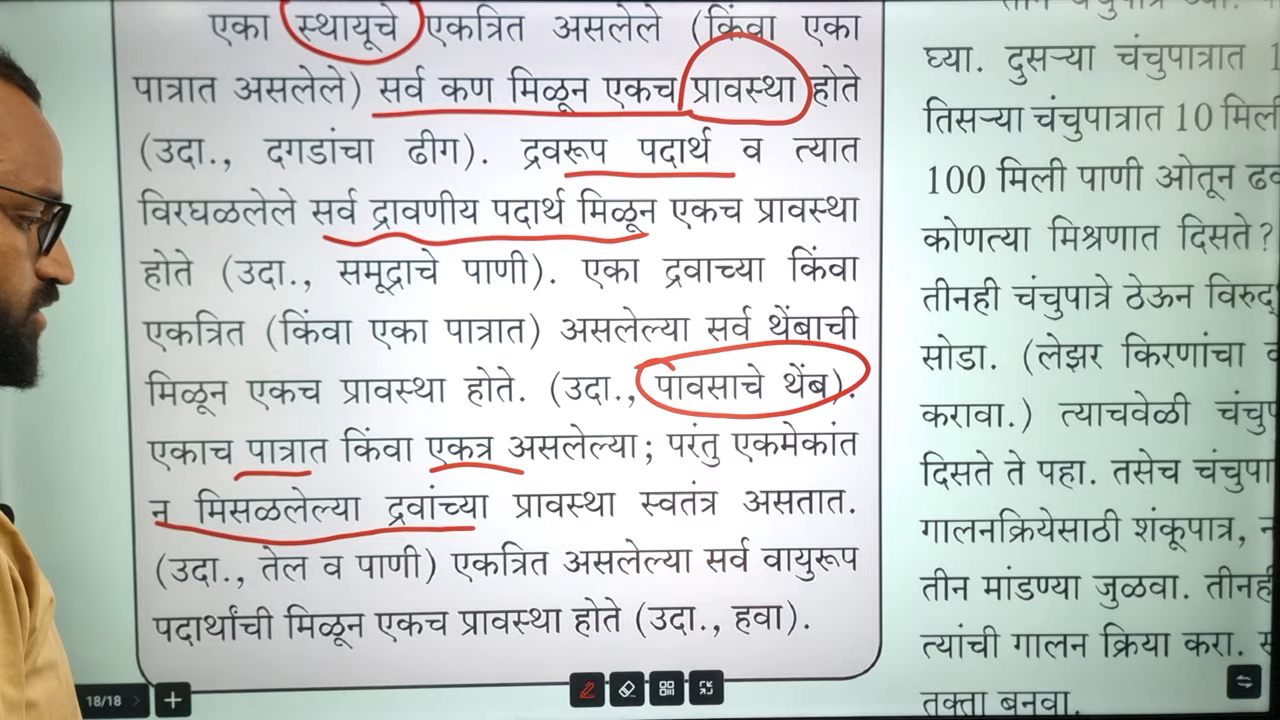 एका स्थायूचे एकत्रित असलेले (किंवा एका
पात्रात असलेले) सर्व कण मिळून एकच प्रावस्था होते
(उदा., दगडांचा ढीग). द्रवरूप पदार्थ व त्यात
विरघळलेले सर्व द्रावणीय पदार्थ मिळून एकच प्रावस्था
होते (उदा., समूद्राचे पाणी). एका द्रवाच्या किंवा
एकत्रित (किंवा एका पात्रात) असलेल्या सर्व थेंबाची
मिळून एकच प्रावस्था होते. (उदा., पावसाचे थेंब).
एकाच पात्रात किंवा एकत्र असलेल्या; परंतु एकमेकांत
न मिसळलेल्या द्रवांच्या प्रावस्था स्वतंत्र असतात.
(उदा., तेल व पाणी) एकत्रित असलेल्या सर्व वायुरूप
पदार्थांची मिळून एकच प्रावस्था होते (उदा., हवा).
घ्या. दुसऱ्या चंचुपात्रात
तिसऱ्या चंचुपात्रात 10 मिली
100 मिली पाणी ओतून
कोणत्या मिश्रणात दिसते?
तीनही चंचुपात्रे ठेऊन
सोडा. (लेझर किरणांचा
करावा.) त्याचवेळी
दिसते ते पहा. तसेच
गालनक्रियेसाठी शंकूपात्र,
तीन मांडण्या जुळवा.
त्यांची गालन क्रिया करा.
तक्ता बनवा.
18/18